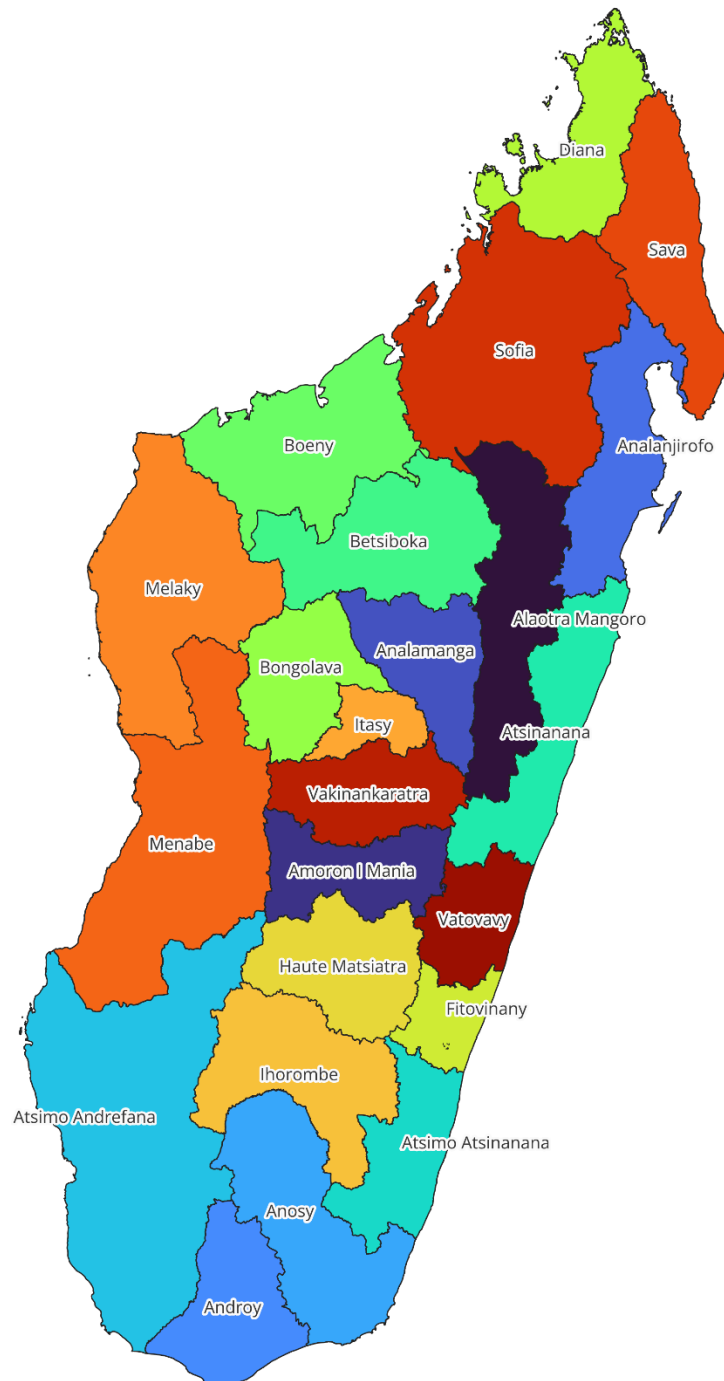 Diana
Sava
Sofia
Analanjirofo
Boeny
Betsiboka
Melaky
Alaotra Mangoro
Analamanga
Bongolava
Itasy
Atsinanana
Vakinankaratra
Menabe
Amoron I Mania
Vatovavy
Haute Matsiatra
Fitovinany
Ihorombe
Atsimo Andrefana
Atsimo Atsinanana
Anosy
Androy